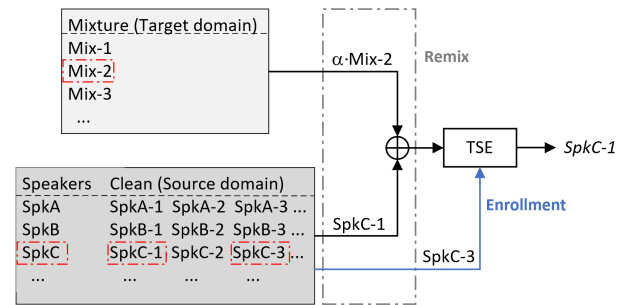 Mixture (Target domain)
Mix-1
Mix-2
Mix-3
...
α·Mix-2
Remix
TSE
SpkC-1
Enrollment
Speakers Clean (Source domain)
SpkA SpkA-1 SpkA-2 SpkA-3 ...
SpkB SpkB-1 SpkB-2 SpkB-3 ...
SpkC SpkC-1 SpkC-2 SpkC-3 ...
... ... ... ...
SpkC-1
SpkC-3